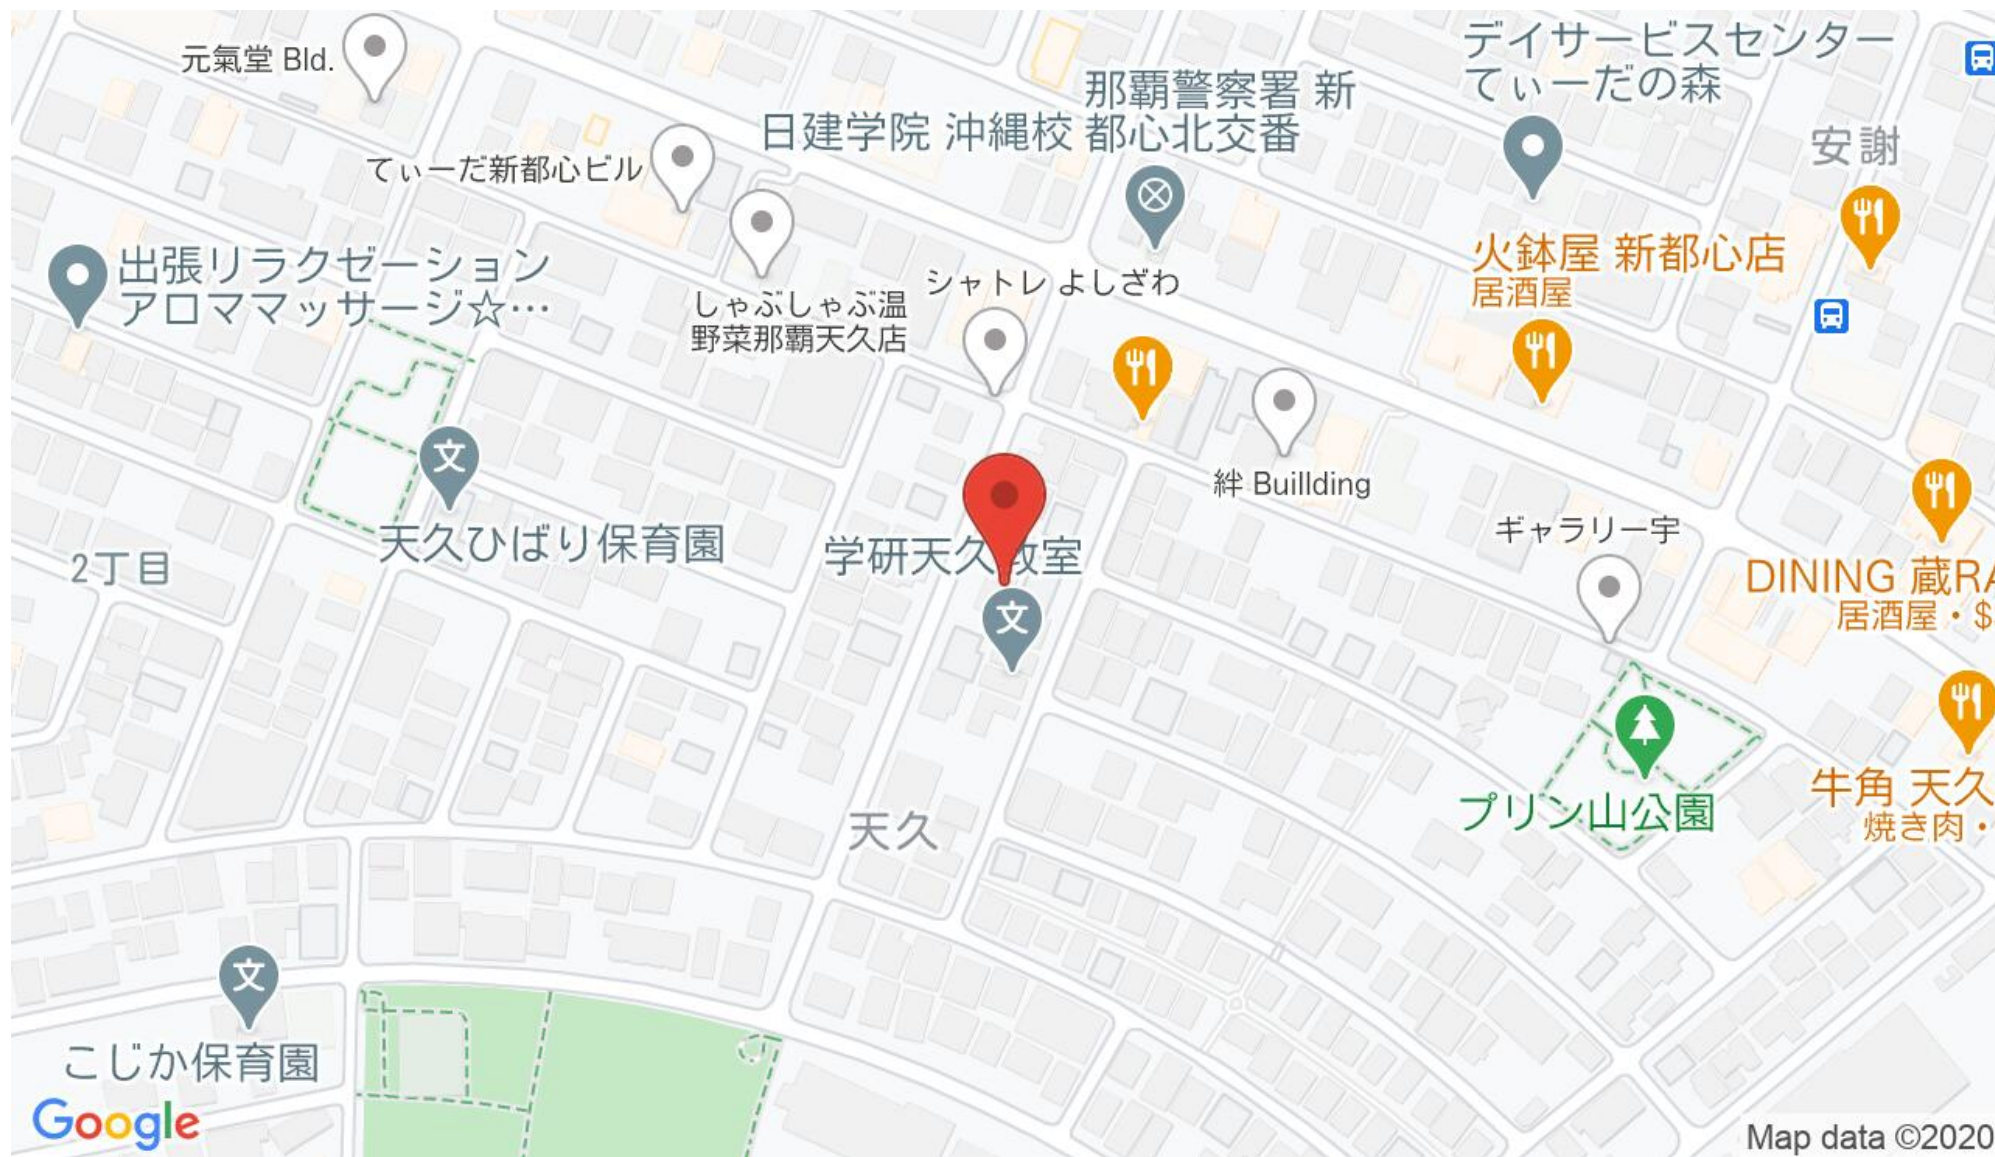 元氣堂 Bld.
デイサービスセンター
てぃーだの森
那覇警察署 新
都心北交番
日建学院 沖縄校
安謝
てぃーだ新都心ビル
出張リラクゼーション
アロママッサージ☆…
火鉢屋 新都心店
居酒屋
シャトレ よしざわ
しゃぶしゃぶ温
野菜那覇天久店
文
絆 Buillding
ギャラリー宇
天久ひばり保育園
学研天久教室
2丁目
DINING 蔵RA
居酒屋・$
文
牛角 天久
焼き肉・
プリン山公園
天久
文
こじか保育園
Google
Map data ©2020